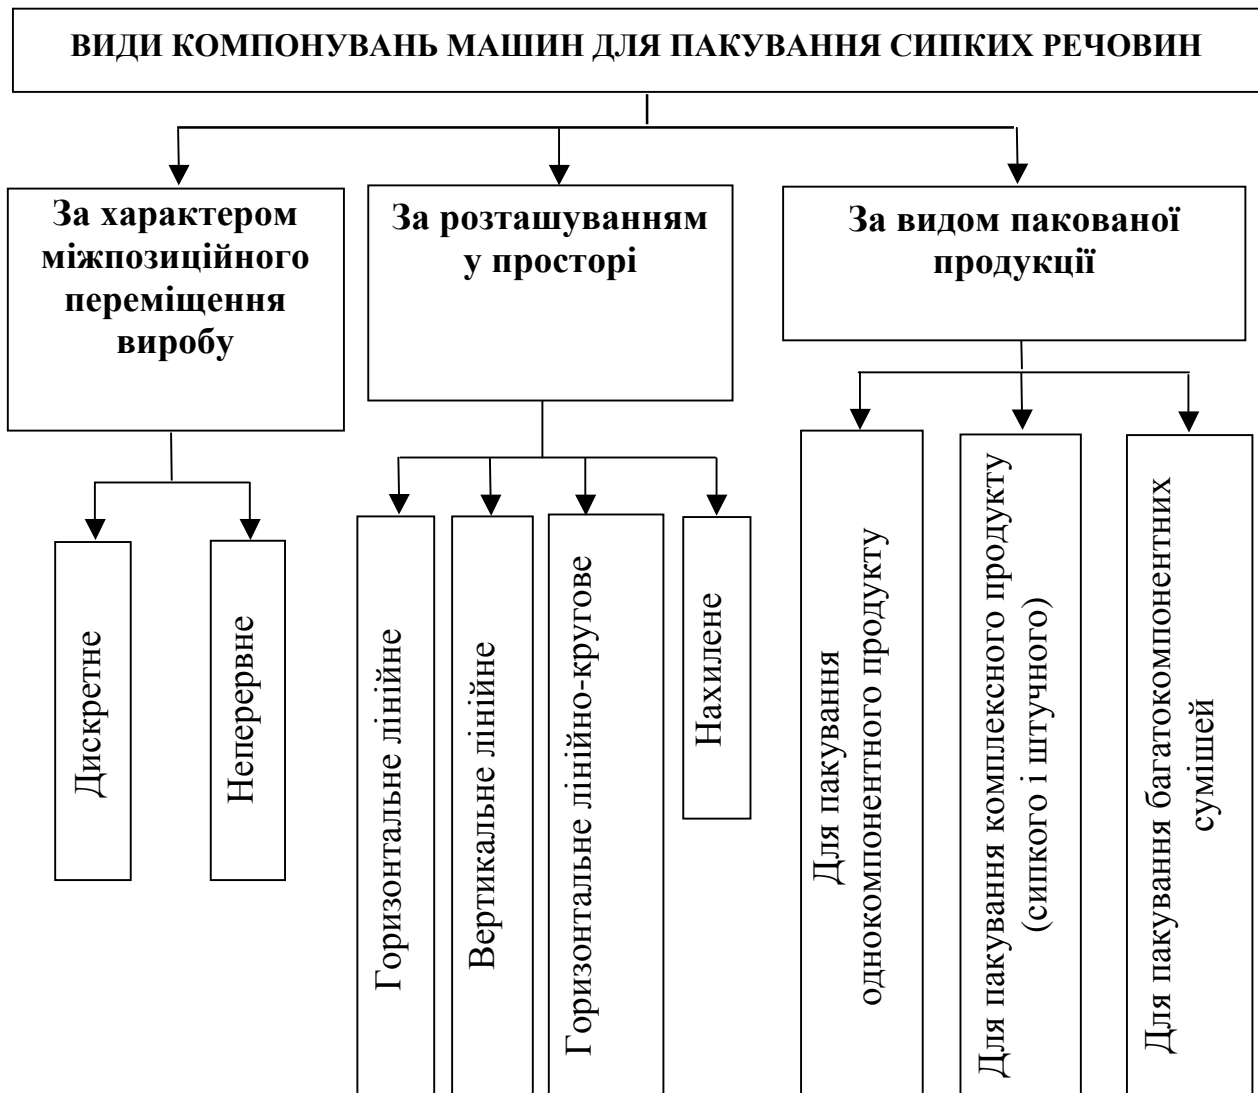 ВИДИ КОМПОНУВАНЬ МАШИН ДЛЯ ПАКУВАННЯ СИПКИХ РЕЧОВИН
За характером
міжпозиційного
переміщення
виробу
За розташуванням
у просторі
За видом пакованої
продукції
Дискретне
Неперервне
Горизонтальне лінійне
Вертикальне лінійне
Горизонтальне лінійно-кругове
Нахилене
Для пакування
однокомпонентного продукту
Для пакування комплексного продукту
(сипкого і штучного)
Для пакування багатокомпонентних
сумішей